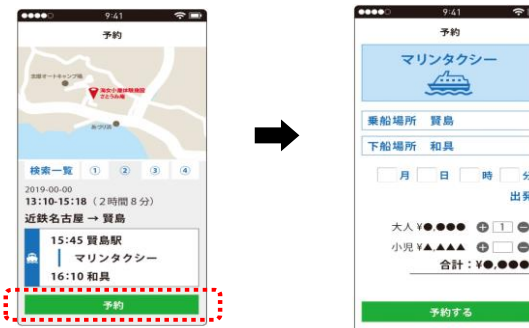 9:41
予約
志摩オートキャンプ場
海女小屋体験施設
さとうみ庵
あづり浜
検索一覧 ① ② ③ ④
2019-00-00
13:10-15:18（2時間8分）
近鉄名古屋 → 賢島
15:45 賢島駅
マリンタクシー
16:10 和具
予約
9:41
予約
マリンタクシー
乗船場所 賢島
下船場所 和具
月 日 時 分
出発
大人 ¥●,●●● + 1 -
小児 ¥▲,▲▲▲ + -
合計：¥●,●●●
予約する